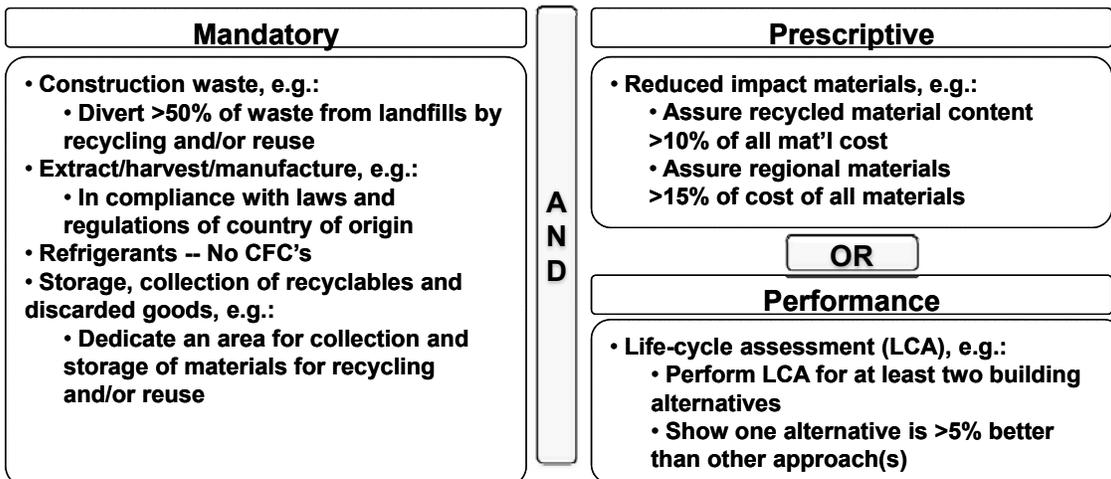 Mandatory
• Construction waste, e.g.:
• Divert >50% of waste from landfills by
recycling and/or reuse
• Extract/harvest/manufacture, e.g.:
• In compliance with laws and
regulations of country of origin
• Refrigerants -- No CFC's
• Storage, collection of recyclables and
discarded goods, e.g.:
• Dedicate an area for collection and
storage of materials for recycling
and/or reuse
A
N
D
Prescriptive
• Reduced impact materials, e.g.:
• Assure recycled material content
>10% of all mat'l cost
• Assure regional materials
>15% of cost of all materials
OR
Performance
• Life-cycle assessment (LCA), e.g.:
• Perform LCA for at least two building
alternatives
• Show one alternative is >5% better
than other approach(s)